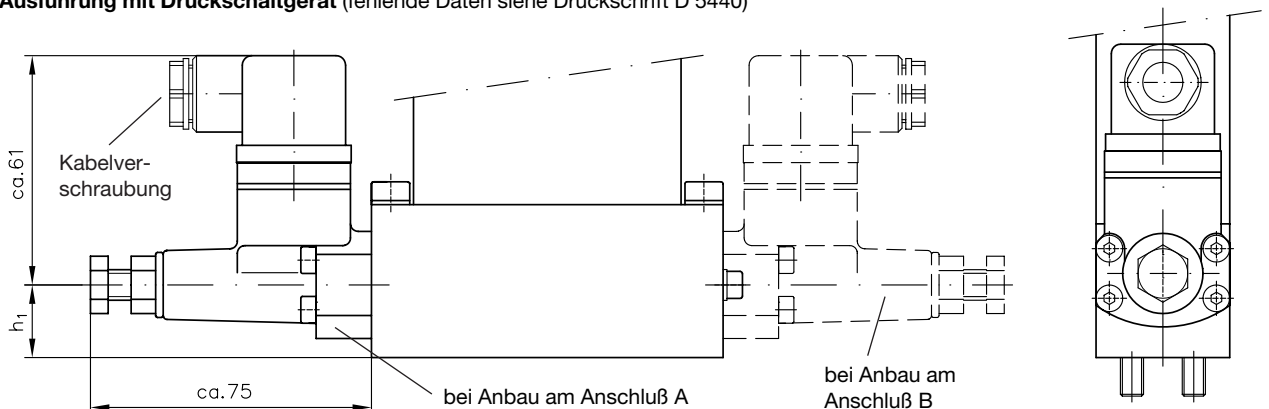 Ausführung mit Druckschaltgerät (fehlende Daten siehe Druckschrift D 5440)
ca.61
Kabelver-
schraubung
h1
ca.75
bei Anbau am Anschluß A
bei Anbau am
Anschluß B